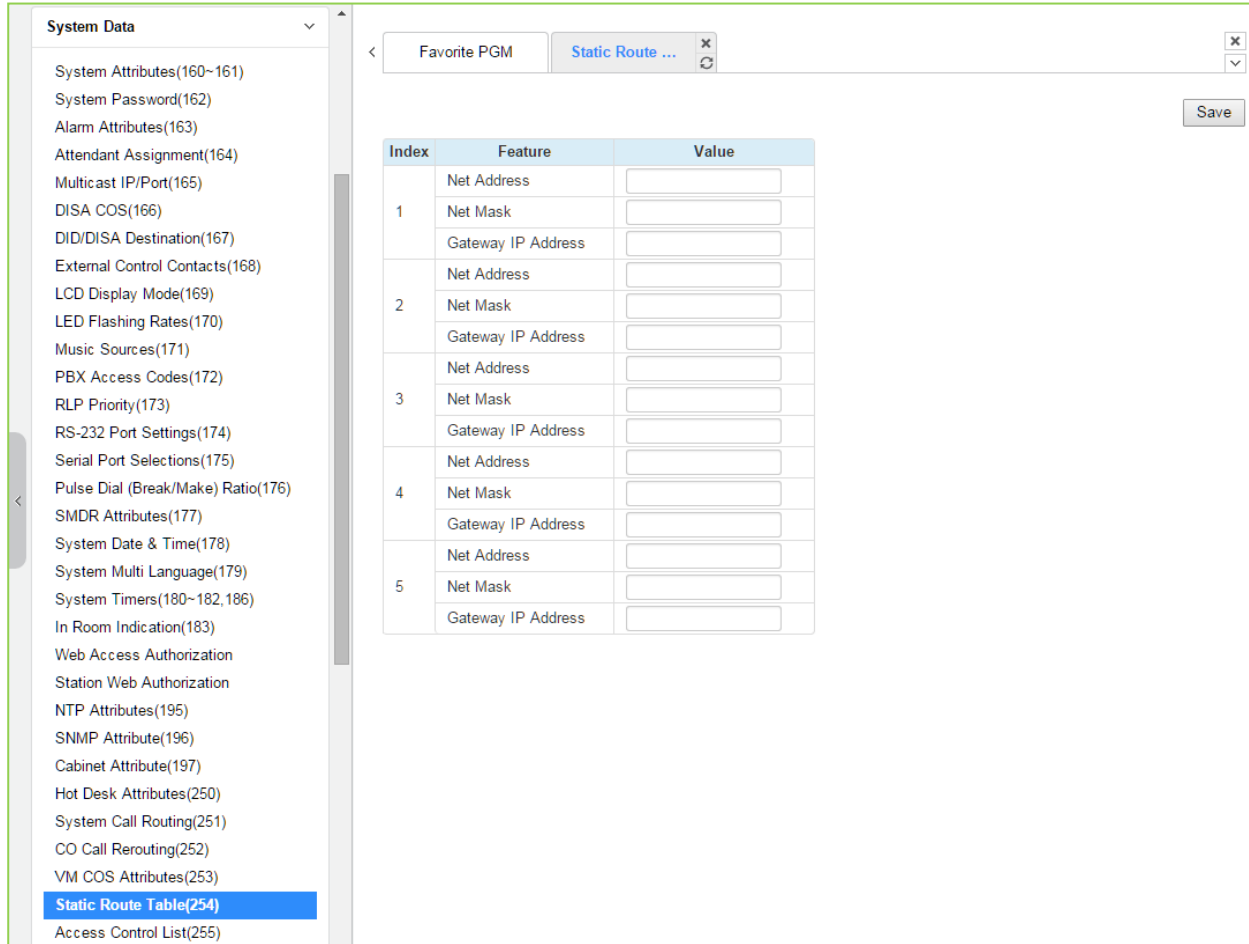 System Data
System Attributes(160~161)
System Password(162)
Alarm Attributes(163)
Attendant Assignment(164)
Multicast IP/Port(165)
DISA COS(166)
DID/DISA Destination(167)
External Control Contacts(168)
LCD Display Mode(169)
LED Flashing Rates(170)
Music Sources(171)
PBX Access Codes(172)
RLP Priority(173)
RS-232 Port Settings(174)
Serial Port Selections(175)
Pulse Dial (Break/Make) Ratio(176)
SMDR Attributes(177)
System Date & Time(178)
System Multi Language(179)
System Timers(180~182,186)
In Room Indication(183)
Web Access Authorization
Station Web Authorization
NTP Attributes(195)
SNMP Attribute(196)
Cabinet Attribute(197)
Hot Desk Attributes(250)
System Call Routing(251)
CO Call Rerouting(252)
VM COS Attributes(253)
Static Route Table(254)
Access Control List(255)
Favorite PGM
Static Route ...
Save
Index Feature Value
1
Net Address
Net Mask
Gateway IP Address
2
Net Address
Net Mask
Gateway IP Address
3
Net Address
Net Mask
Gateway IP Address
4
Net Address
Net Mask
Gateway IP Address
5
Net Address
Net Mask
Gateway IP Address